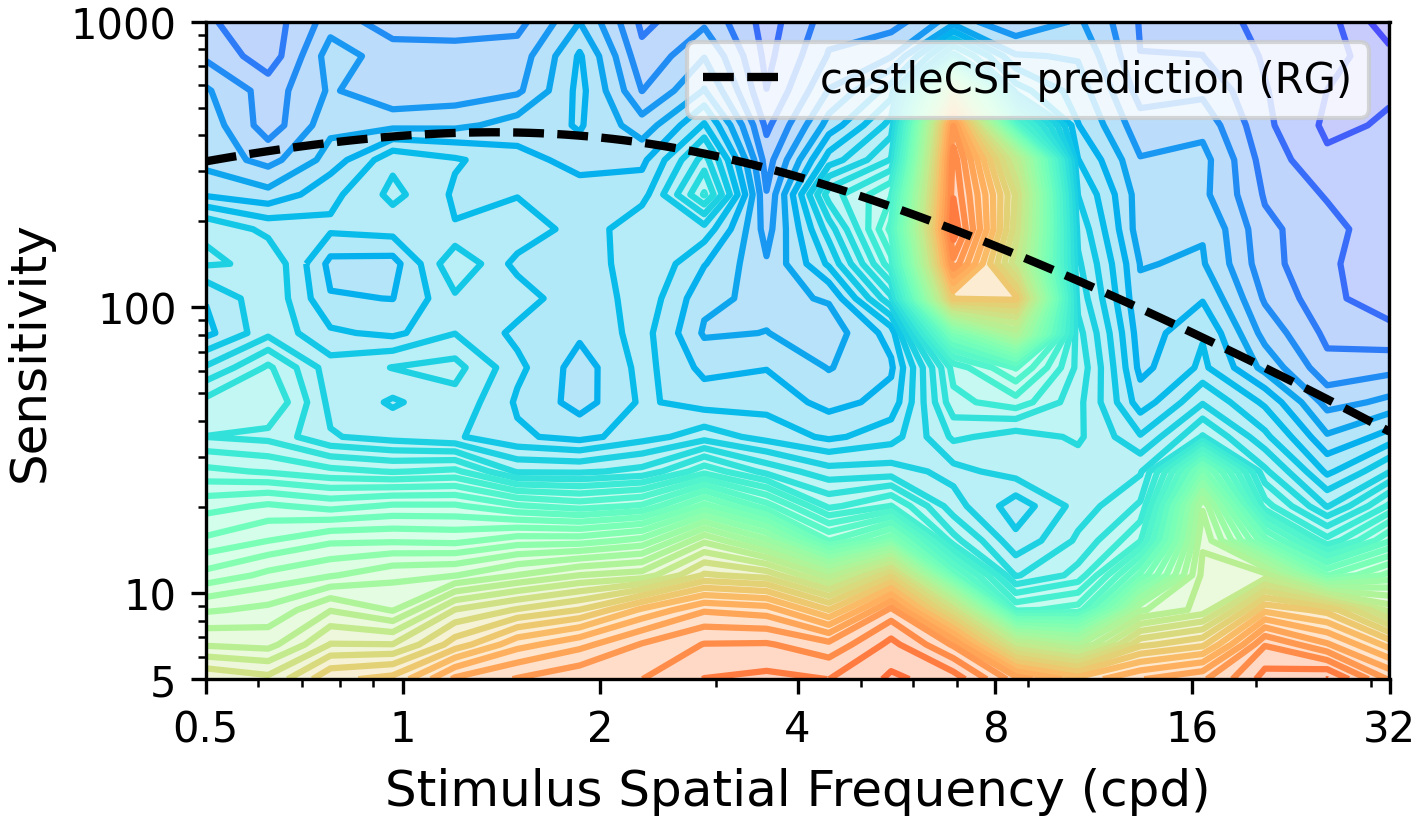 1000
castleCSF prediction (RG)
Sensitivity
100
10
5
0.5 1 2 4 8 16 32
Stimulus Spatial Frequency (cpd)